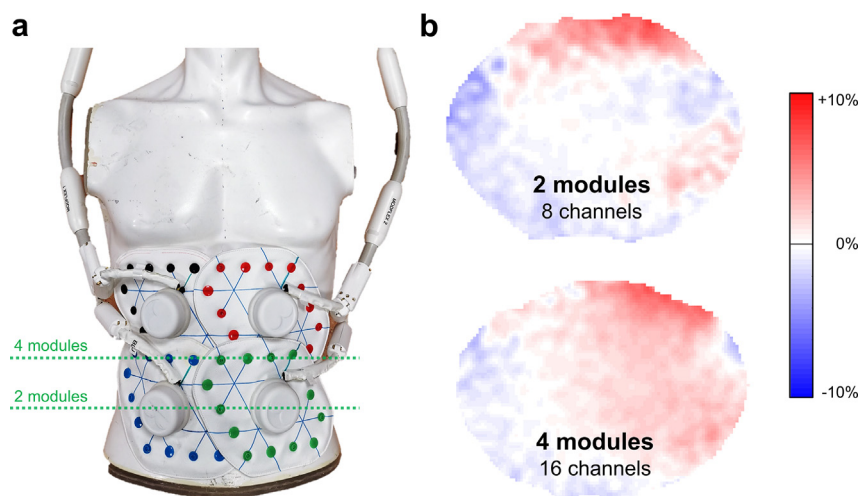 a
b
4 modules
2 modules
2 modules
8 channels
4 modules
16 channels
+10%
0%
-10%